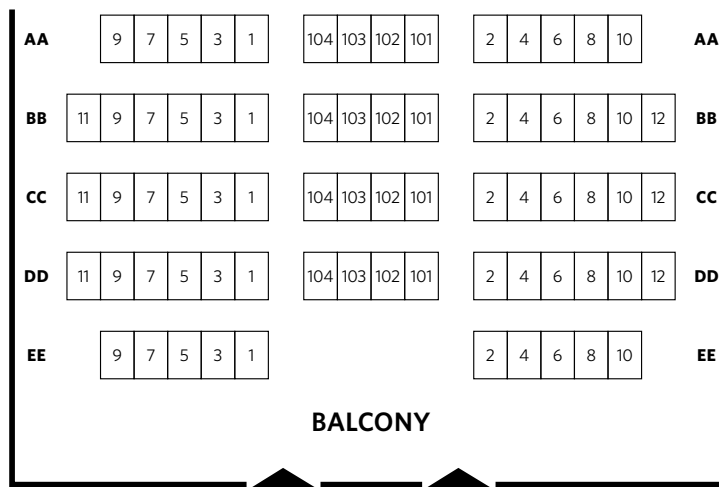 AA 9 7 5 3 1 104 103 102 101 2 4 6 8 10 AA
BB 11 9 7 5 3 1 104 103 102 101 2 4 6 8 10 12 BB
CC 11 9 7 5 3 1 104 103 102 101 2 4 6 8 10 12 CC
DD 11 9 7 5 3 1 104 103 102 101 2 4 6 8 10 12 DD
EE 9 7 5 3 1 2 4 6 8 10 EE
BALCONY